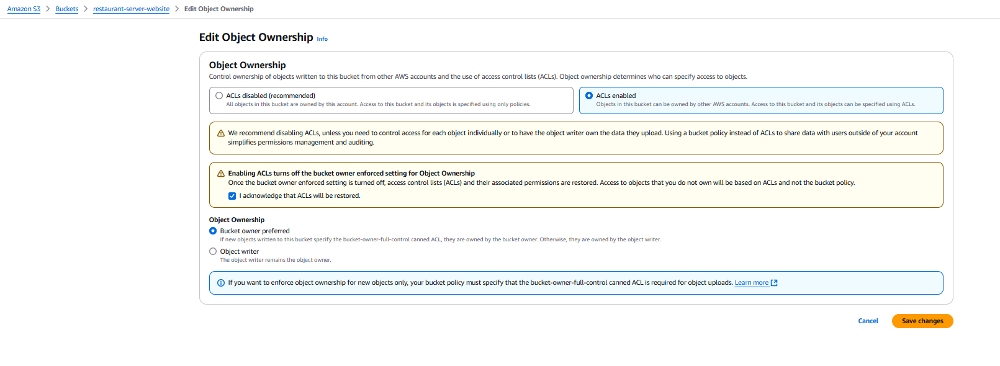 Amazon S3 > Buckets > restaurant-server-website > Edit Object Ownership
Edit Object Ownership Info
Object Ownership
Control ownership of objects written to this bucket from other AWS accounts and the use of access control lists (ACLs). Object ownership determines who can specify access to objects.
ACLs disabled (recommended)
All objects in this bucket are owned by this account. Access to this bucket and its objects is specified using only policies.
ACLs enabled
Objects in this bucket can be owned by other AWS accounts. Access to this bucket and its objects can be specified using ACLs.
We recommend disabling ACLs, unless you need to control access for each object individually or to have the object writer own the data they upload. Using a bucket policy instead of ACLs to share data with users outside of your account
simplifies permissions management and auditing.
Enabling ACLs turns off the bucket owner enforced setting for Object Ownership
Once the bucket owner enforced setting is turned off, access control lists (ACLs) and their associated permissions are restored. Access to objects that you do not own will be based on ACLs and not the bucket policy.
I acknowledge that ACLs will be restored.
Object Ownership
Bucket owner preferred
If new objects written to this bucket specify the bucket-owner-full-control canned ACL, they are owned by the bucket owner. Otherwise, they are owned by the object writer.
Object writer
The object writer remains the object owner.
If you want to enforce object ownership for new objects only, your bucket policy must specify that the bucket-owner-full-control canned ACL is required for object uploads. Learn more
Cancel
Save changes